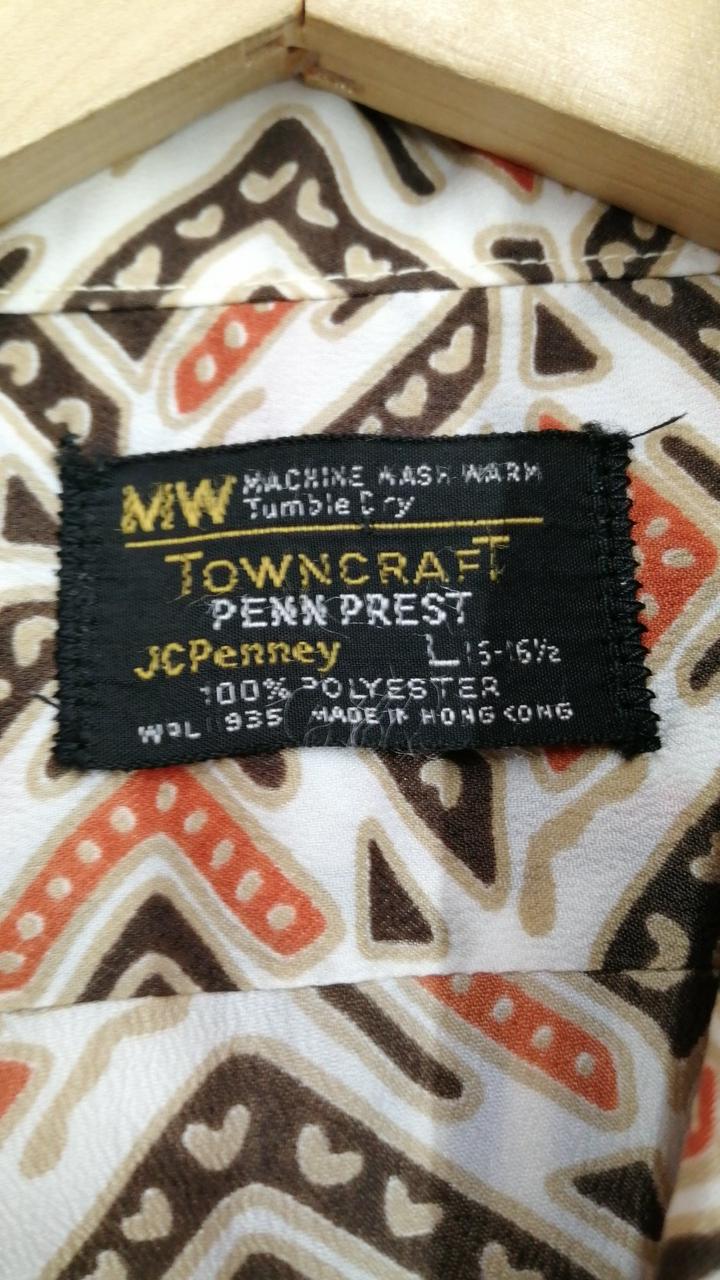 MW MACHINE WASH WARM
Tumble Dry
TOWNCRAFT
PENN PREST
JCPenney L 15-16½
100% POLYESTER
WPL 935 MADE IN HONG KONG